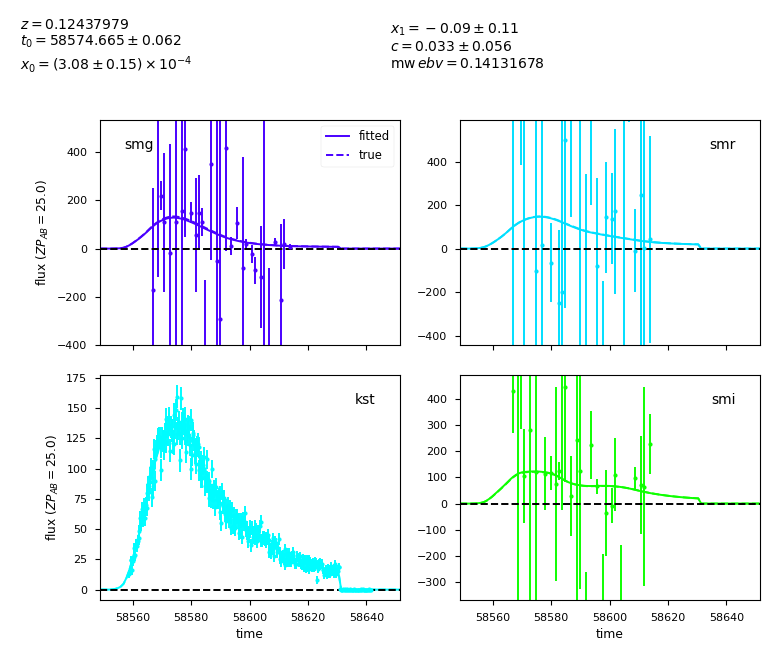 z = 0.12437979
t0 = 58574.665 ± 0.062
x0 = (3.08 ± 0.15) × 10^−4
x1 = −0.09 ± 0.11
c = 0.033 ± 0.056
mw ebv = 0.14131678
smg
fitted
true
400
200
0
−200
−400
flux (ZP_AB = 25.0)
smr
400
200
0
−200
−400
kst
175
150
125
100
75
50
25
0
flux (ZP_AB = 25.0)
58560 58580 58600 58620 58640
time
smi
400
300
200
100
0
−100
−200
−300
58560 58580 58600 58620 58640
time